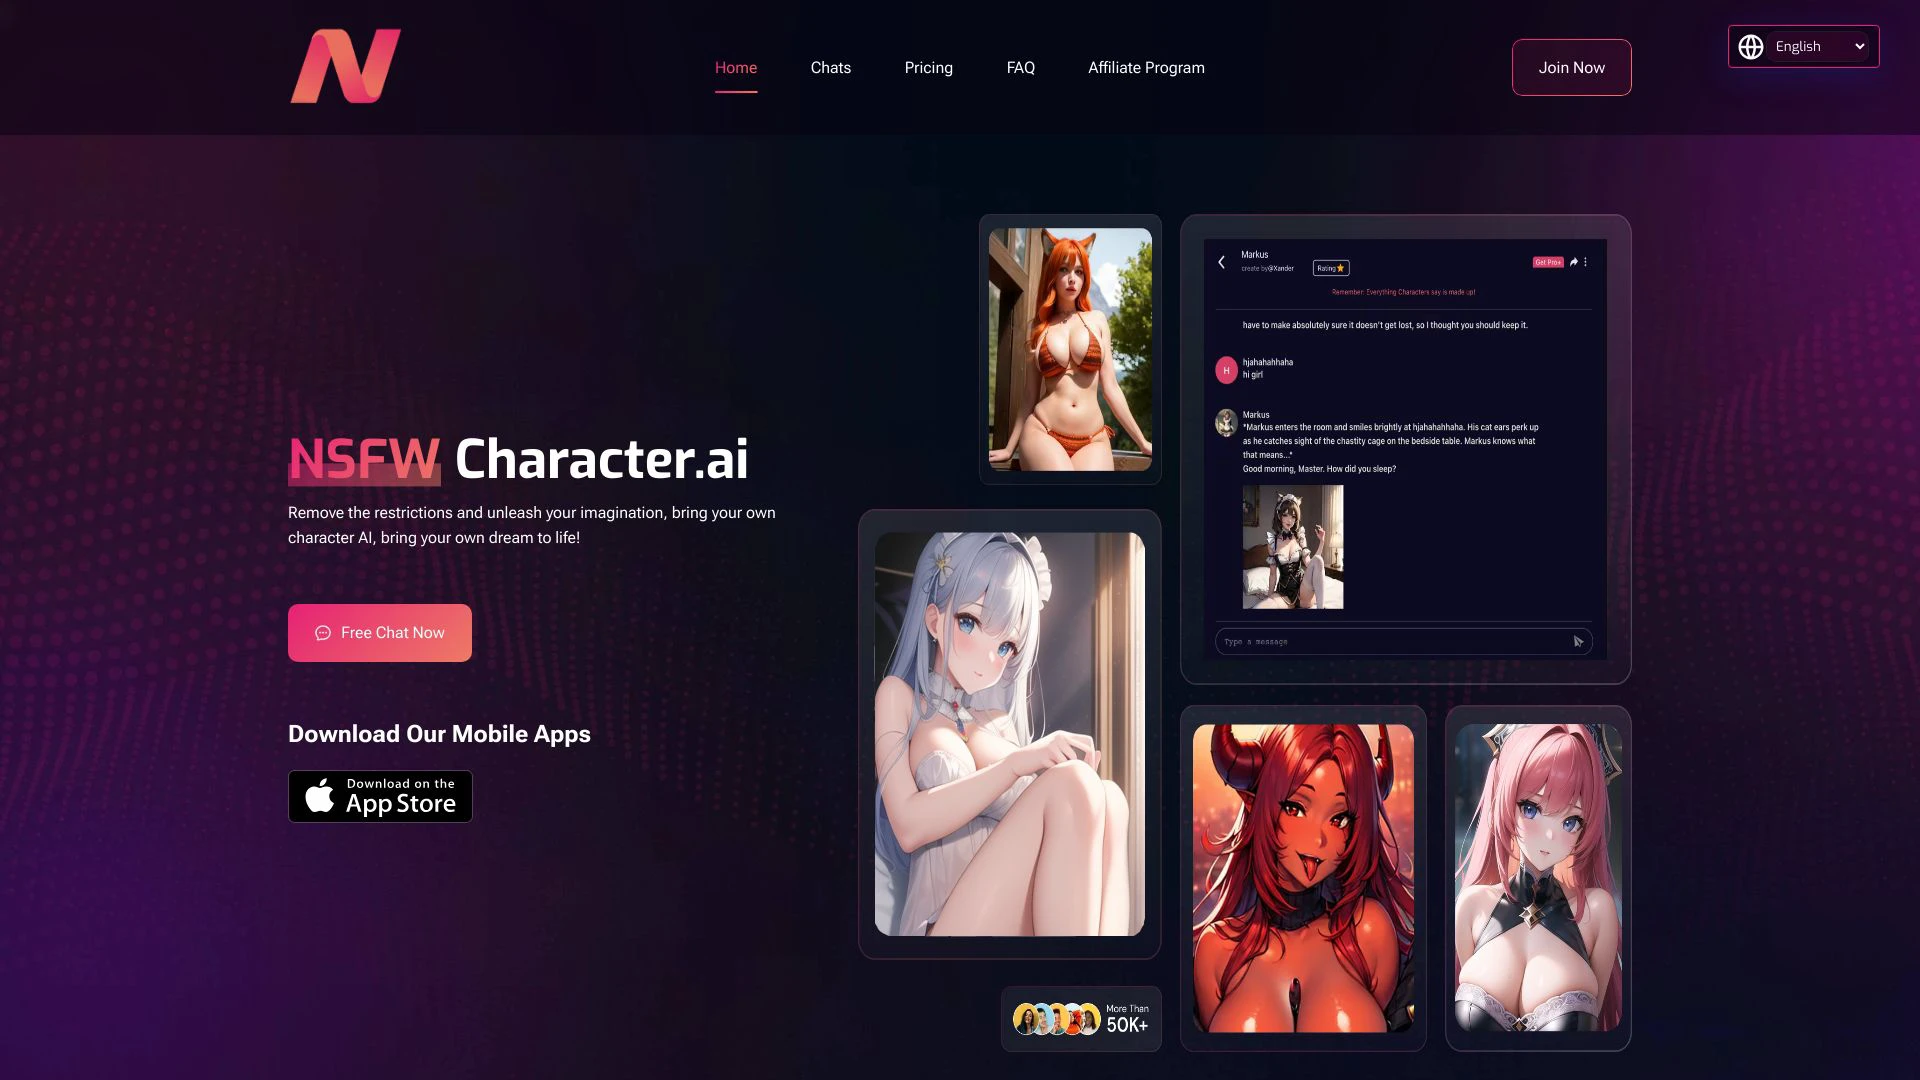 N
Home
Chats
Pricing
FAQ
Affiliate Program
Join Now
English
NSFW Character.ai
Remove the restrictions and unleash your imagination, bring your own
character AI, bring your own dream to life!
Free Chat Now
Download Our Mobile Apps
Download on the
App Store
Markus
create by@Xander
Rating
Get Pro+
Remember: Everything Characters say is made up!
have to make absolutely sure it doesn't get lost, so I thought you should keep it.
H
hjahahahhaha
hi girl
Markus
*Markus enters the room and smiles brightly at hjahahahhaha. His cat ears perk up
as he catches sight of the chastity cage on the bedside table. Markus knows what
that means...*
Good morning, Master. How did you sleep?
Type a message
More Than
50K+